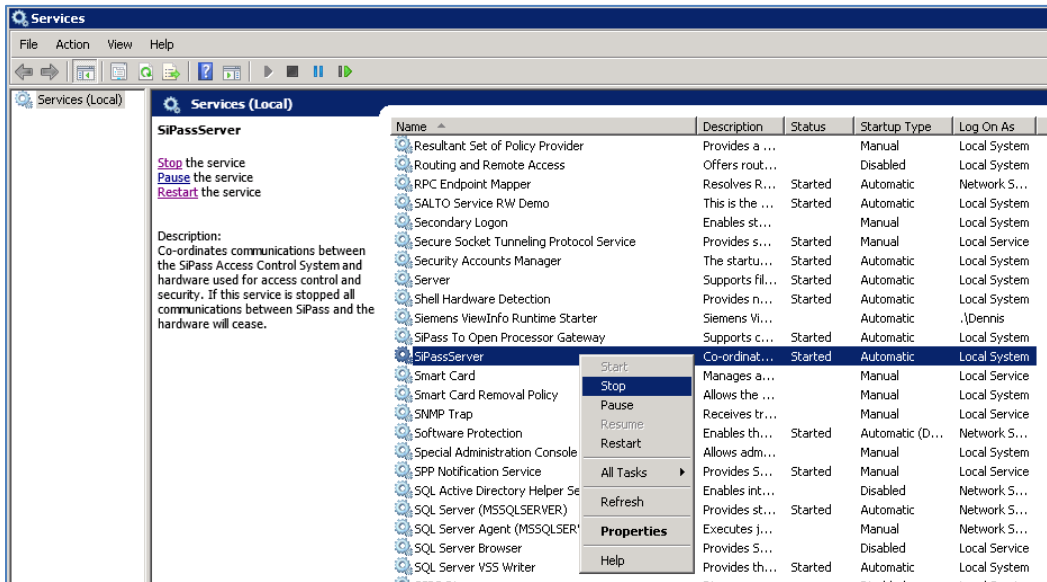 Services
File Action View Help
Services (Local)
Services (Local)
SiPassServer
Stop the service
Pause the service
Restart the service
Description:
Co-ordinates communications between
the SiPass Access Control System and
hardware used for access control and
security. If this service is stopped all
communications between SiPass and the
hardware will cease.
Name Description Status Startup Type Log On As
Resultant Set of Policy Provider Provides a ... Manual Local System
Routing and Remote Access Offers rout... Disabled Local System
RPC Endpoint Mapper Resolves R... Started Automatic Network S...
SALTO Service RW Demo This is the ... Started Automatic Local System
Secondary Logon Enables st... Manual Local System
Secure Socket Tunneling Protocol Service Provides s... Started Manual Local Service
Security Accounts Manager The startu... Started Automatic Local System
Server Supports fil... Started Automatic Local System
Shell Hardware Detection Provides n... Started Automatic Local System
Siemens ViewInfo Runtime Starter Siemens Vi... Automatic .\Dennis
SiPass To Open Processor Gateway Supports c... Started Automatic Local System
SiPassServer Co-ordinat... Started Automatic Local System
Smart Card Manages a... Manual Local Service
Smart Card Removal Policy Allows the ... Manual Local System
SNMP Trap Receives tr... Manual Local Service
Software Protection Enables th... Started Automatic (D... Network S...
Special Administration Console Allows adm... Manual Local System
SPP Notification Service Provides S... Started Manual Local Service
SQL Active Directory Helper Se Enables int... Disabled Network S...
SQL Server (MSSQLSERVER) Provides st... Started Automatic Network S...
SQL Server Agent (MSSQLSER' Executes j... Manual Network S...
SQL Server Browser Provides S... Disabled Local Service
SQL Server VSS Writer Provides th... Started Automatic Local System
Start
Stop
Pause
Resume
Restart
All Tasks
Refresh
Properties
Help